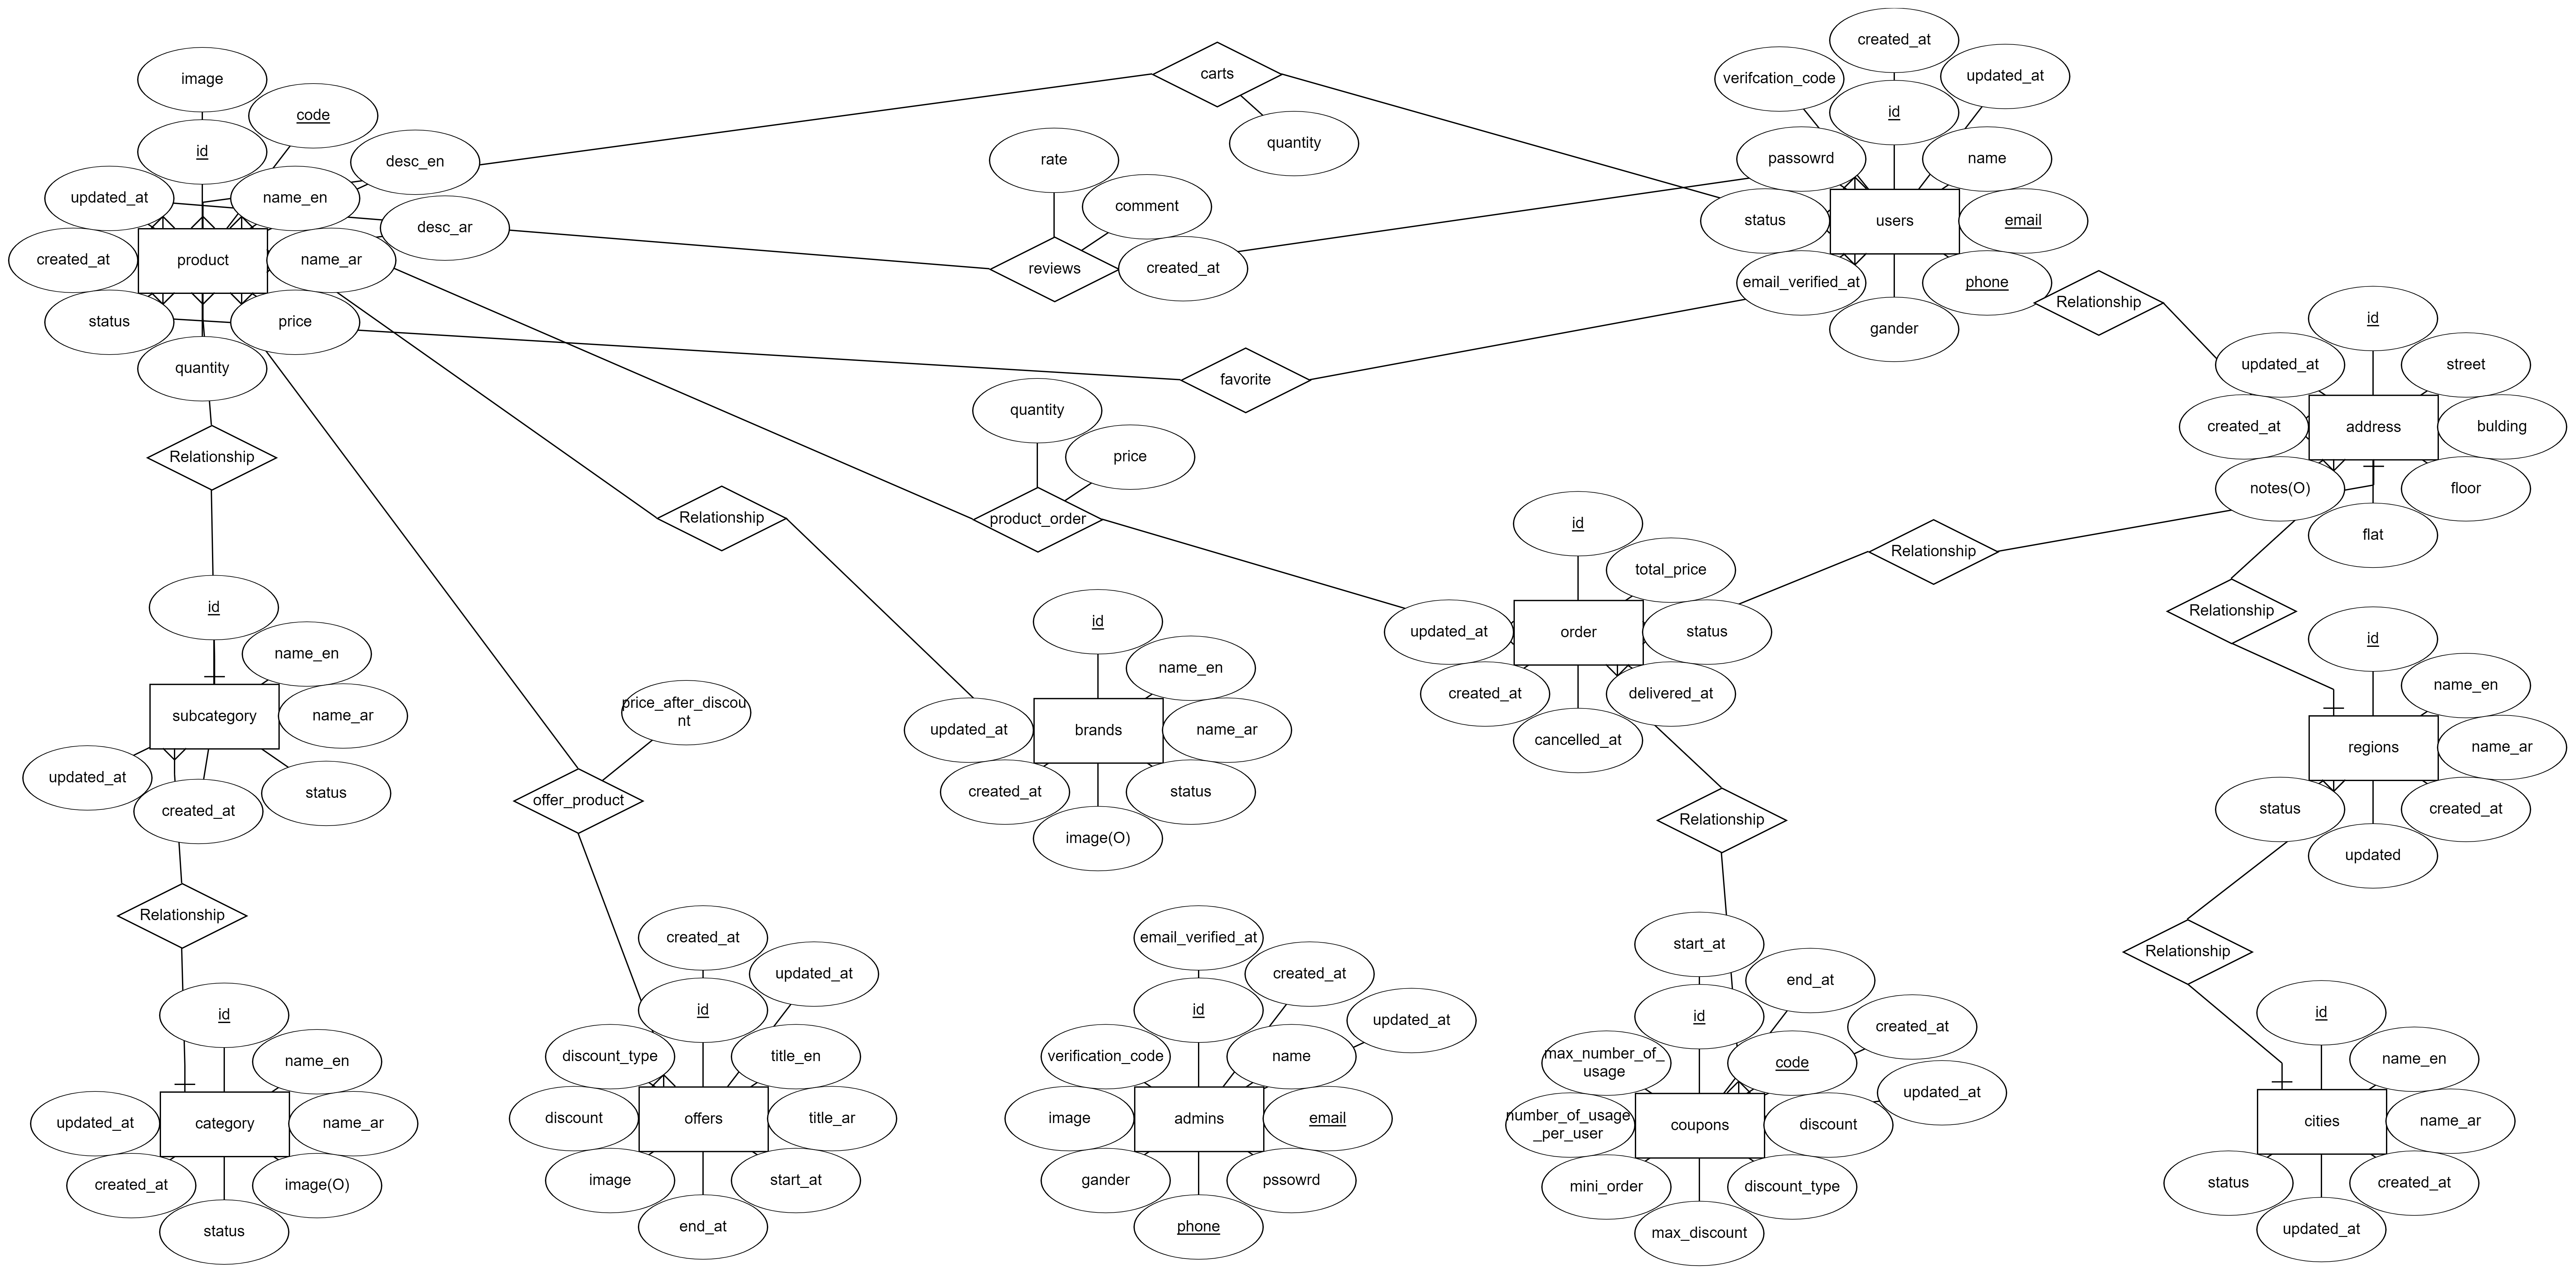 image
code
id
desc_en
updated_at
name_en
desc_ar
created_at
product
name_ar
status
price
quantity
carts
quantity
rate
comment
reviews
created_at
favorite
created_at
verifcation_code
updated_at
id
passowrd
name
status
users
email
email_verified_at
phone
gander
Relationship
id
updated_at
street
created_at
address
bulding
notes(O)
floor
flat
Relationship
Relationship
quantity
price
product_order
id
total_price
updated_at
order
status
created_at
delivered_at
cancelled_at
Relationship
Relationship
id
name_en
subcategory
name_ar
updated_at
created_at
status
price_after_discou
nt
offer_product
id
name_en
updated_at
brands
name_ar
created_at
status
image(O)
Relationship
id
name_en
regions
name_ar
status
created_at
updated
Relationship
Relationship
id
name_en
updated_at
category
name_ar
created_at
image(O)
status
created_at
updated_at
id
discount_type
title_en
discount
offers
title_ar
image
start_at
end_at
email_verified_at
created_at
id
updated_at
verification_code
name
image
admins
email
gander
pssowrd
phone
start_at
end_at
id
created_at
max_number_of_
usage
code
updated_at
number_of_usage
_per_user
coupons
discount
mini_order
discount_type
max_discount
id
name_en
cities
name_ar
status
created_at
updated_at